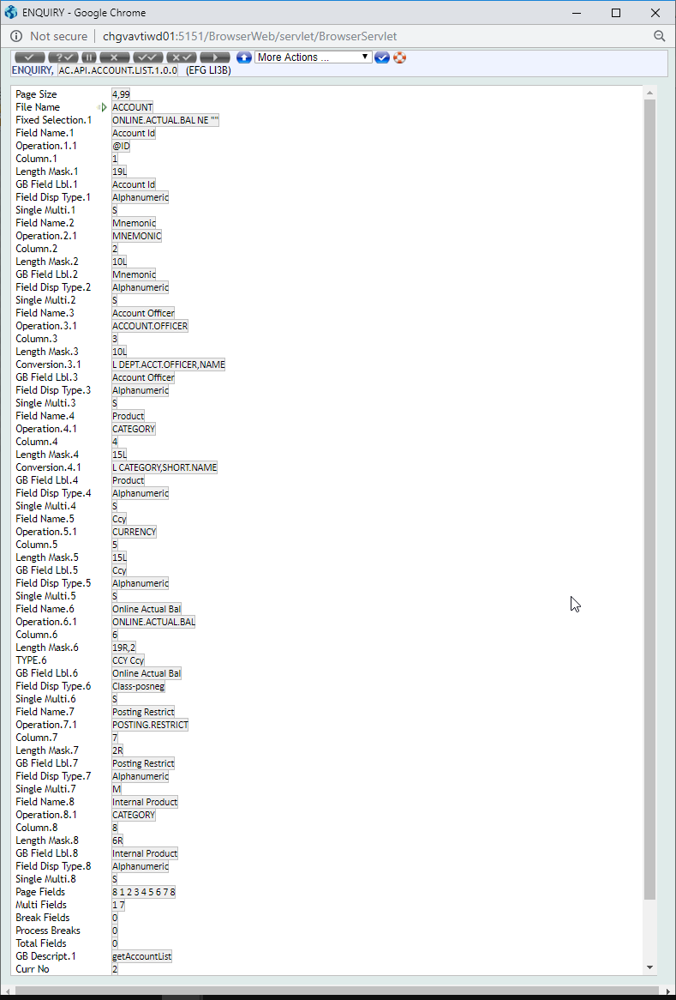 ENQUIRY - Google Chrome
Not secure | chgvavtiwd01:5151/BrowserWeb/servlet/BrowserServlet
More Actions ...
ENQUIRY, AC.API.ACCOUNT.LIST.1.0.0 (EFG LI3B)
Page Size 4,99
File Name ACCOUNT
Fixed Selection.1 ONLINE.ACTUAL.BAL NE ""
Field Name.1 Account Id
Operation.1.1 @ID
Column.1 1
Length Mask.1 19L
GB Field Lbl.1 Account Id
Field Disp Type.1 Alphanumeric
Single Multi.1 S
Field Name.2 Mnemonic
Operation.2.1 MNEMONIC
Column.2 2
Length Mask.2 10L
GB Field Lbl.2 Mnemonic
Field Disp Type.2 Alphanumeric
Single Multi.2 S
Field Name.3 Account Officer
Operation.3.1 ACCOUNT.OFFICER
Column.3 3
Length Mask.3 10L
Conversion.3.1 L DEPT.ACCT.OFFICER,NAME
GB Field Lbl.3 Account Officer
Field Disp Type.3 Alphanumeric
Single Multi.3 S
Field Name.4 Product
Operation.4.1 CATEGORY
Column.4 4
Length Mask.4 15L
Conversion.4.1 L CATEGORY,SHORT.NAME
GB Field Lbl.4 Product
Field Disp Type.4 Alphanumeric
Single Multi.4 S
Field Name.5 Ccy
Operation.5.1 CURRENCY
Column.5 5
Length Mask.5 15L
GB Field Lbl.5 Ccy
Field Disp Type.5 Alphanumeric
Single Multi.5 S
Field Name.6 Online Actual Bal
Operation.6.1 ONLINE.ACTUAL.BAL
Column.6 6
Length Mask.6 19R,2
TYPE.6 CCY Ccy
GB Field Lbl.6 Online Actual Bal
Field Disp Type.6 Class-posneg
Single Multi.6 S
Field Name.7 Posting Restrict
Operation.7.1 POSTING.RESTRICT
Column.7 7
Length Mask.7 2R
GB Field Lbl.7 Posting Restrict
Field Disp Type.7 Alphanumeric
Single Multi.7 M
Field Name.8 Internal Product
Operation.8.1 CATEGORY
Column.8 8
Length Mask.8 6R
GB Field Lbl.8 Internal Product
Field Disp Type.8 Alphanumeric
Single Multi.8 S
Page Fields 8 1 2 3 4 5 6 7 8
Multi Fields 1 7
Break Fields 0
Process Breaks 0
Total Fields 0
GB Descript.1 getAccountList
Curr No 2